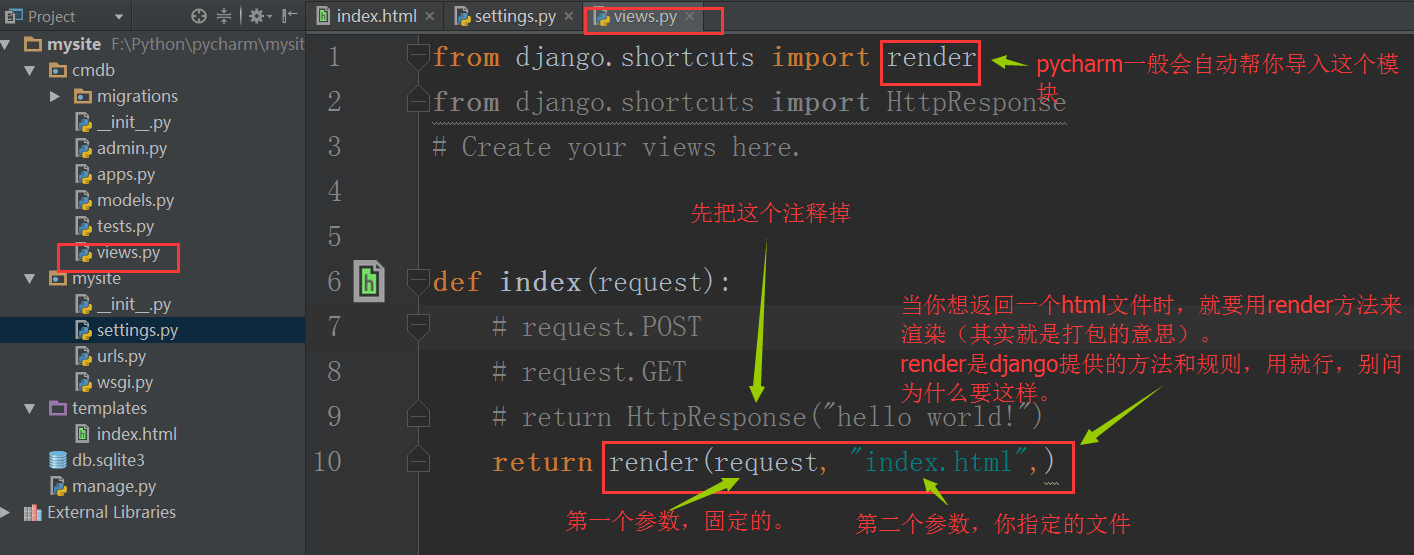 Project
mysite F:\Python\pycharm\mysit
cmdb
migrations
__init__.py
admin.py
apps.py
models.py
tests.py
views.py
mysite
__init__.py
settings.py
urls.py
wsgi.py
templates
index.html
db.sqlite3
manage.py
External Libraries
index.html × settings.py × views.py ×
1 from django.shortcuts import render
pycharm一般会自动帮你导入这个模
块
2 from django.shortcuts import HttpResponse
3 # Create your views here.
4
先把这个注释掉
5
6 def index(request):
当你想返回一个html文件时，就要用render方法来
渲染（其实就是打包的意思）。
render是django提供的方法和规则，用就行，别问
为什么要这样。
7 # request.POST
8 # request.GET
9 # return HttpResponse("hello world!")
10 return render(request, "index.html",)
第一个参数，固定的。
第二个参数，你指定的文件